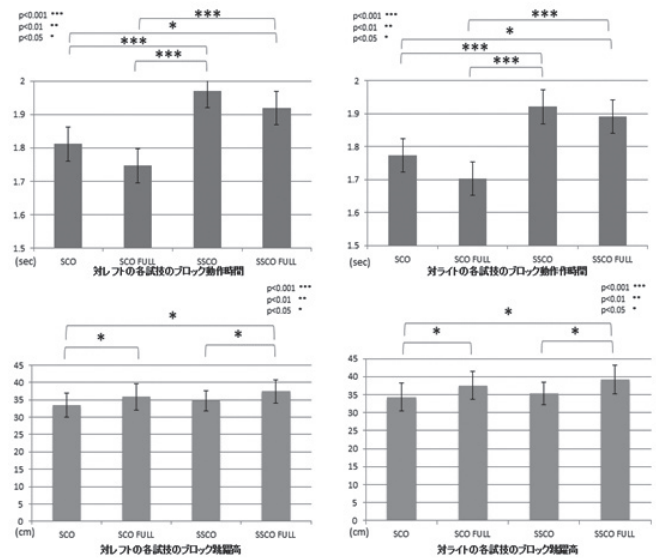 p<0.001 ***
p<0.01 **
p<0.05 *
***
*
***
***
2
1.9
1.8
1.7
1.6
1.5
(sec)
SCO
SCO FULL
SSCO
SSCO FULL
対レフトの各試技のブロック動作時間
p<0.001 ***
p<0.01 **
p<0.05 *
***
*
***
***
2
1.9
1.8
1.7
1.6
1.5
(sec)
SCO
SCO FULL
SSCO
SSCO FULL
対ライトの各試技のブロック動作作時間
p<0.001 ***
p<0.01 **
p<0.05 *
*
*
*
45
40
35
30
25
20
15
10
5
0
(cm)
SCO
SCO FULL
SSCO
SSCO FULL
対レフトの各試技のブロック跳躍高
p<0.001 ***
p<0.01 **
p<0.05 *
*
*
*
45
40
35
30
25
20
15
10
5
0
(cm)
SCO
SCO FULL
SSCO
SSCO FULL
対ライトの各試技のブロック跳躍高